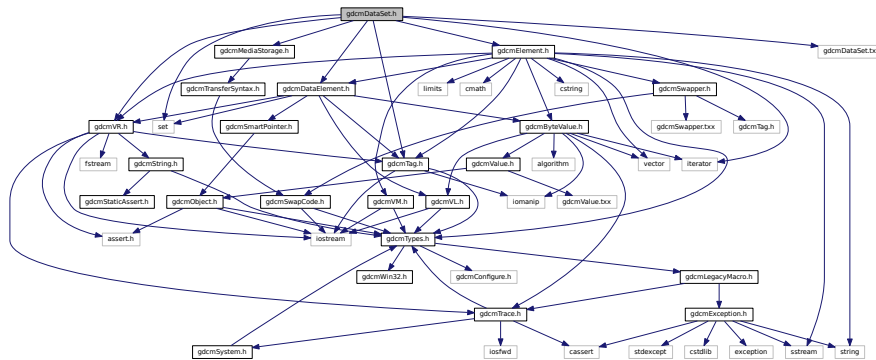 gdcmDataSet.h
gdcmMediaStorage.h
gdcmElement.h
gdcmDataSet.tx
gdcmTransferSyntax.h
gdcmDataElement.h
limits
cmath
cstring
gdcmSwapper.h
gdcmVR.h
set
gdcmSmartPointer.h
gdcmByteValue.h
gdcmSwapper.txx
gdcmTag.h
fstream
gdcmString.h
gdcmTag.h
gdcmValue.h
algorithm
vector
iterator
gdcmStaticAssert.h
gdcmObject.h
gdcmSwapCode.h
gdcmVM.h
gdcmVL.h
iomanip
gdcmValue.txx
assert.h
iostream
gdcmTypes.h
gdcmWin32.h
gdcmConfigure.h
gdcmLegacyMacro.h
gdcmTrace.h
gdcmException.h
gdcmSystem.h
iosfwd
cassert
stdexcept
cstdlib
exception
sstream
string